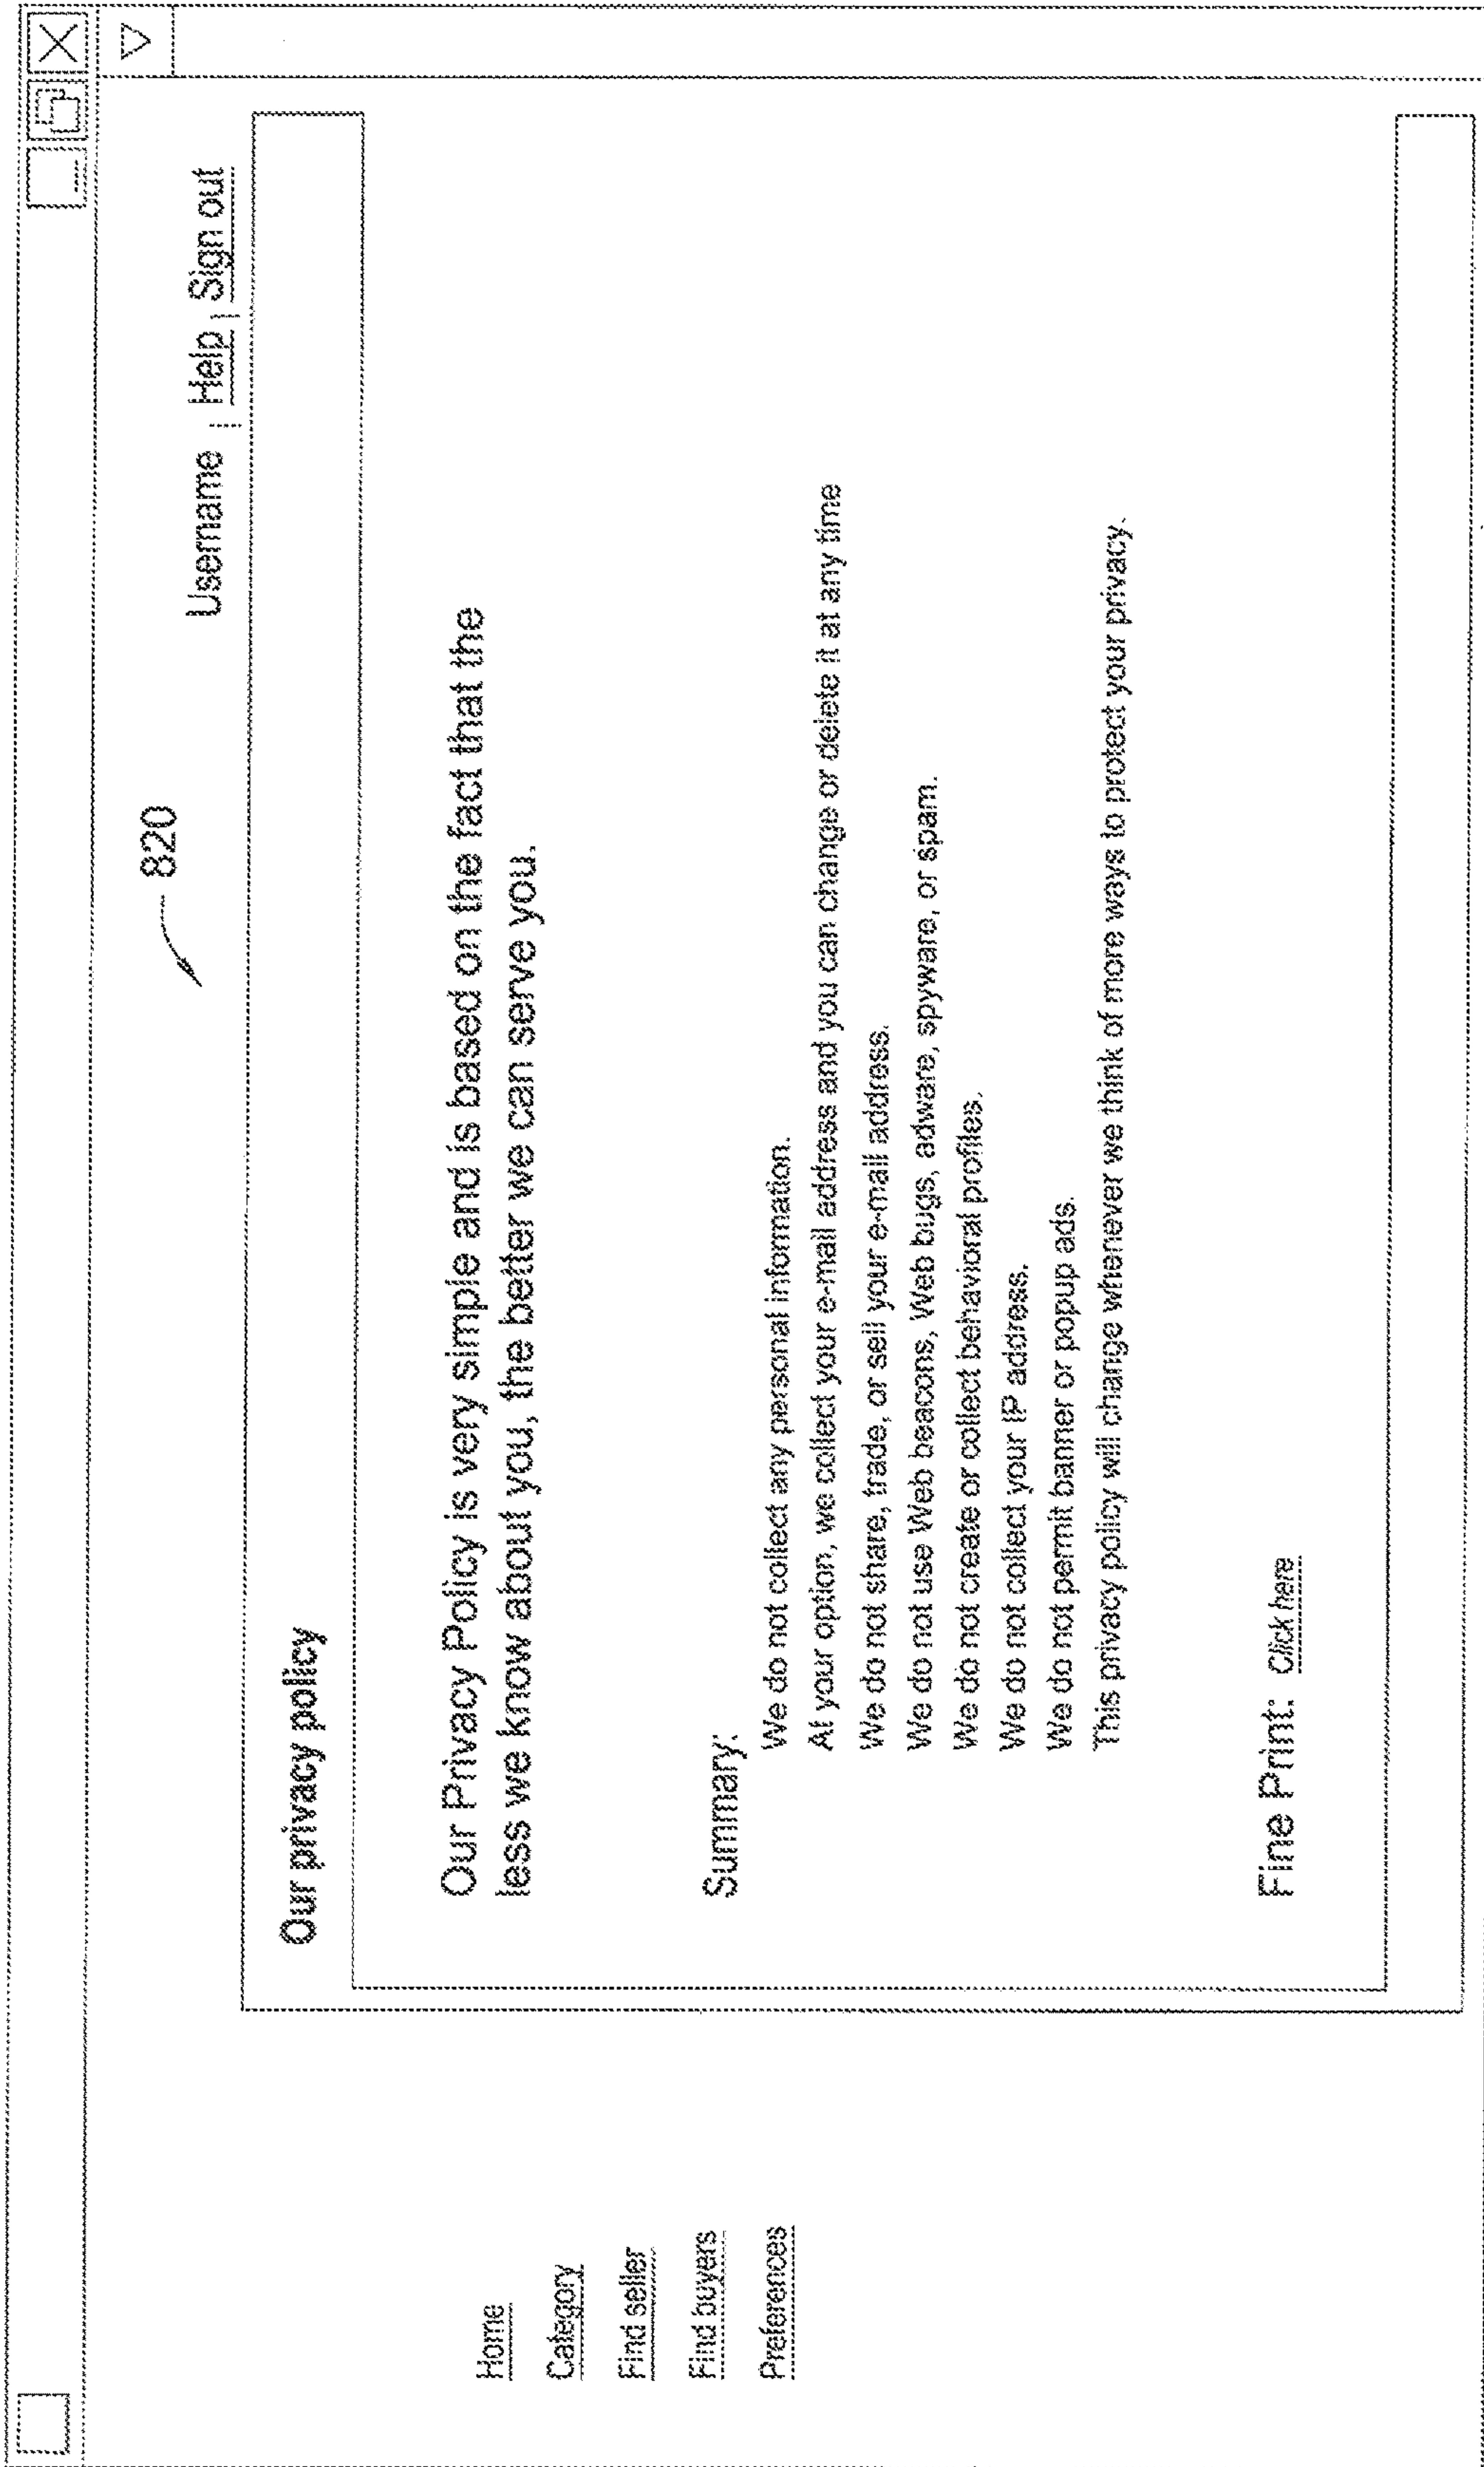 820
Username | Help | Sign out
Home
Category
Find seller
Find buyers
Preferences
Our privacy policy
Our Privacy Policy is very simple and is based on the fact that the
less we know about you, the better we can serve you.
Summary:
We do not collect any personal information.
At your option, we collect your e-mail address and you can change or delete it at any time
We do not share, trade, or sell your e-mail address.
We do not use Web beacons, Web bugs, adware, spyware, or spam.
We do not create or collect behavioral profiles.
We do not collect your IP address.
We do not permit banner or popup ads.
This privacy policy will change whenever we think of more ways to protect your privacy.
Fine Print: Click here